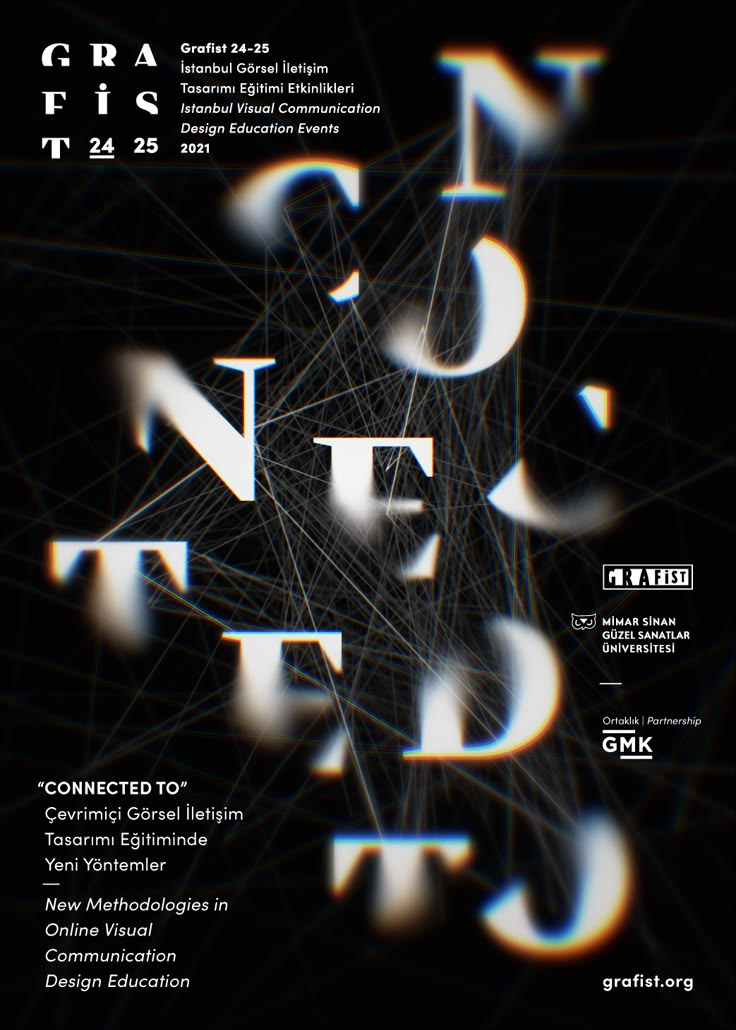 GRA
FİS
T 24 25
Grafist 24-25
İstanbul Görsel İletişim
Tasarımı Eğitimi Etkinlikleri
Istanbul Visual Communication
Design Education Events
2021
N
C O
N E C
T E D
T O
GRAFİST
MİMAR SİNAN
GÜZEL SANATLAR
ÜNİVERSİTESİ
Ortaklık | Partnership
GMK
“CONNECTED TO”
Çevrimiçi Görsel İletişim
Tasarımı Eğitiminde
Yeni Yöntemler
New Methodologies in
Online Visual
Communication
Design Education
grafist.org